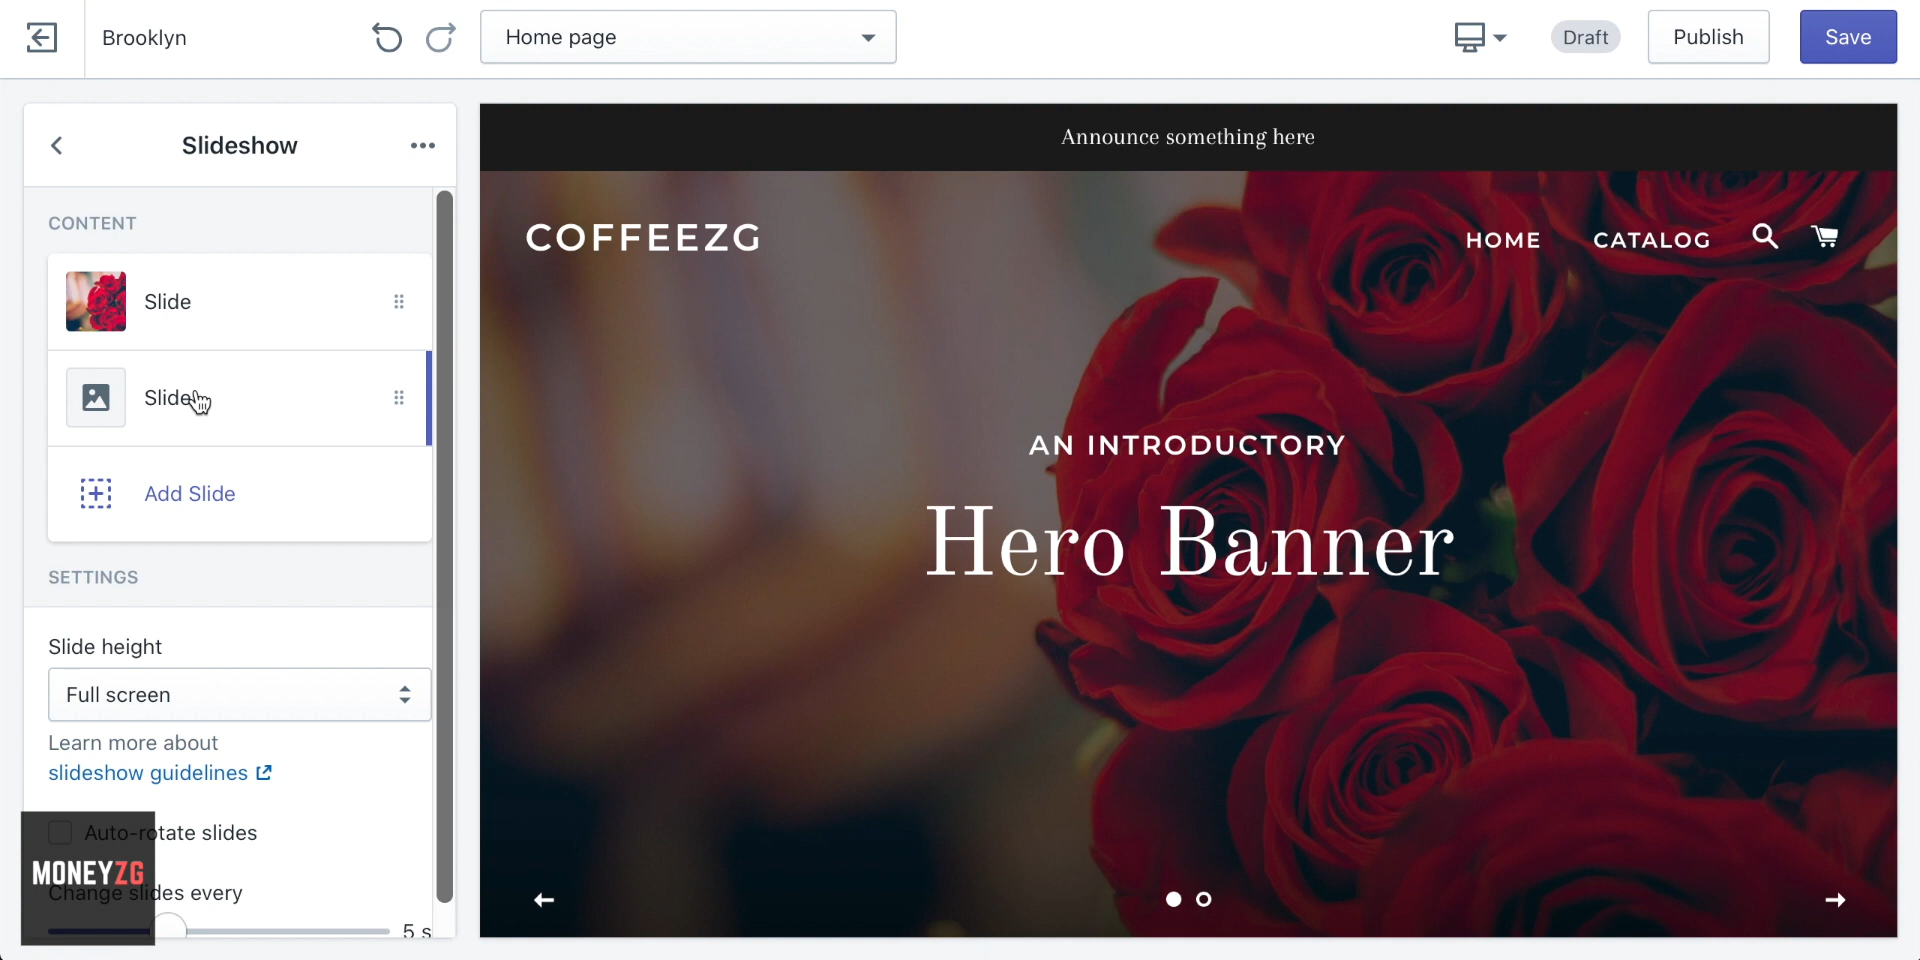 Brooklyn
Home page
Draft
Publish
Save
Slideshow
CONTENT
Slide
Slide
Add Slide
SETTINGS
Slide height
Full screen
Learn more about
slideshow guidelines
Auto-rotate slides
MONEYZG
Change slides every
5 s
Announce something here
COFFEEZG
HOME
CATALOG
AN INTRODUCTORY
Hero Banner